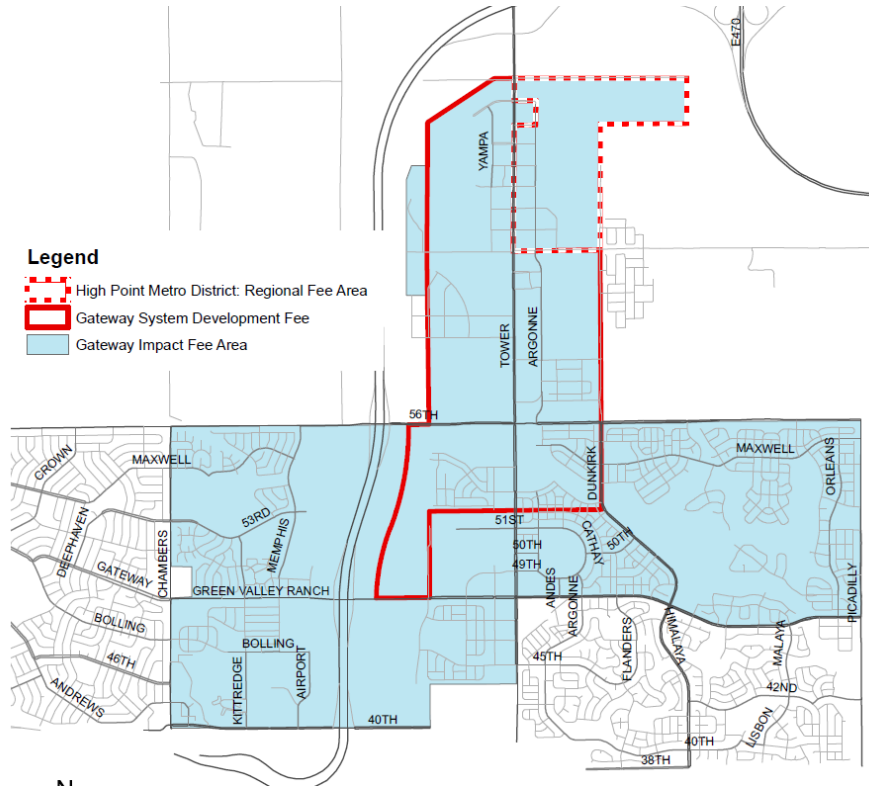 E470
YAMPA
Legend
High Point Metro District: Regional Fee Area
Gateway System Development Fee
Gateway Impact Fee Area
TOWER
ARGONNE
56TH
CROWN
MAXWELL
MAXWELL
ORLEANS
DUNKIRK
DEEPHAVEN
CHAMBERS
53RD
MEMPHIS
51ST
CATHAY
50TH
50TH
49TH
GATEWAY
GREEN VALLEY RANCH
ANDES
ARGONNE
HIMALAYA
PICADILLY
BOLLING
BOLLING
46TH
FLANDERS
MALAYA
45TH
KITTREDGE
AIRPORT
ANDREWS
42ND
40TH
LISBON
40TH
38TH
N